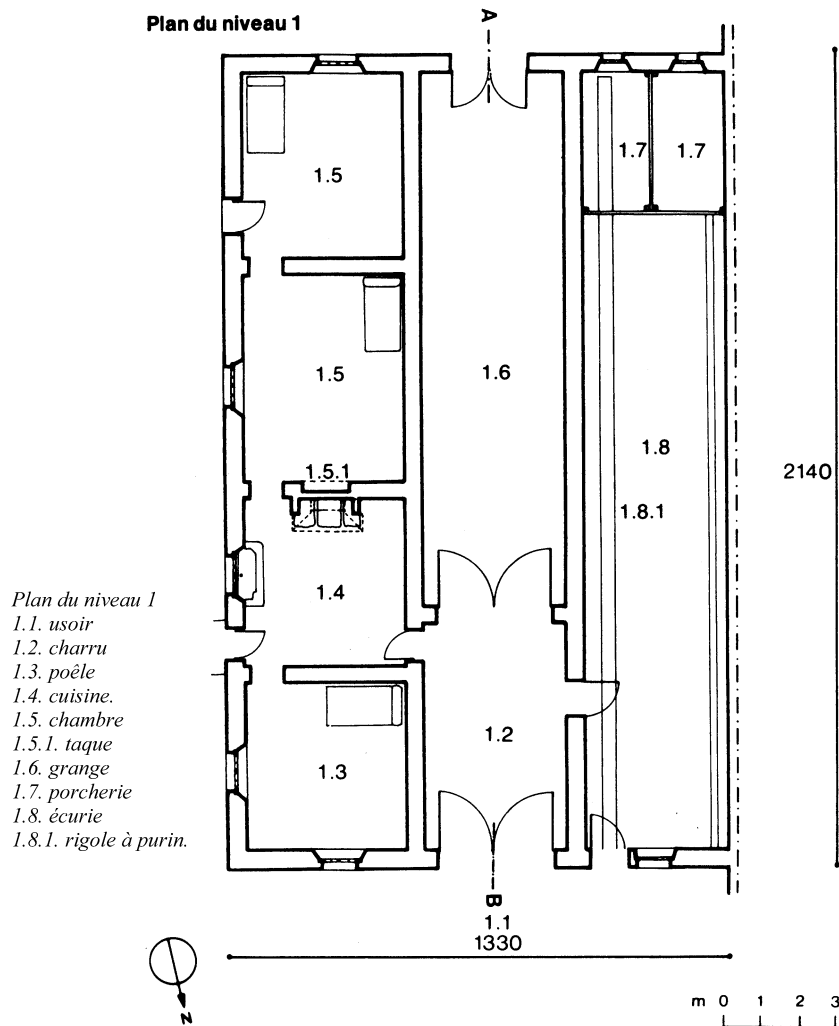 Plan du niveau 1
A
1.5
1.7 1.7
1.5
1.6
1.8
2140
1.5.1
1.8.1
1.4
Plan du niveau 1
1.1. usoir
1.2. charru
1.3. poêle
1.4. cuisine.
1.5. chambre
1.5.1. taque
1.6. grange
1.7. porcherie
1.8. écurie
1.8.1. rigole à purin.
1.2
1.3
B
1.1
1330
N
m 0 1 2 3